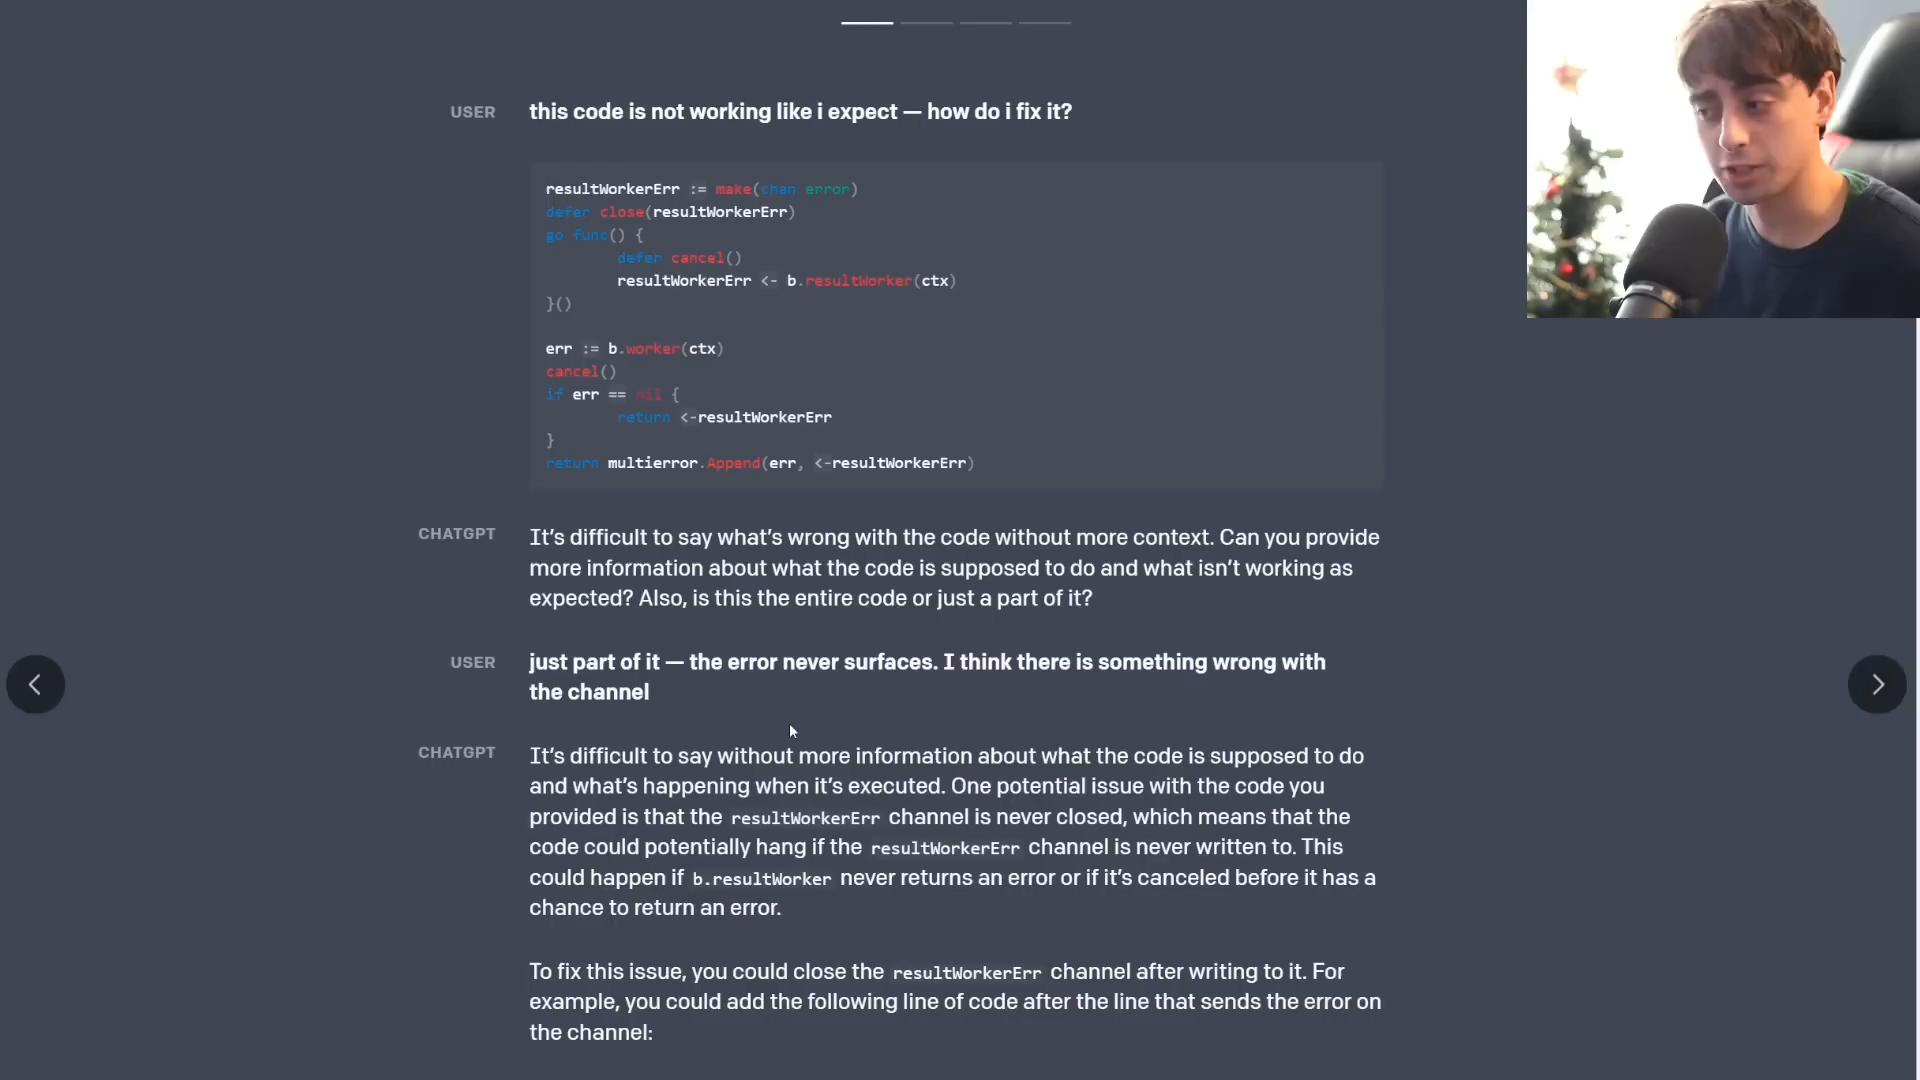 USER
this code is not working like i expect — how do i fix it?
resultWorkerErr := make(chan error)
defer close(resultWorkerErr)
go func() {
defer cancel()
resultWorkerErr <- b.resultWorker(ctx)
}()
err := b.worker(ctx)
cancel()
if err == nil {
return <-resultWorkerErr
}
return multierror.Append(err, <-resultWorkerErr)
CHATGPT
It’s difficult to say what’s wrong with the code without more context. Can you provide
more information about what the code is supposed to do and what isn’t working as
expected? Also, is this the entire code or just a part of it?
USER
just part of it — the error never surfaces. I think there is something wrong with
the channel
CHATGPT
It’s difficult to say without more information about what the code is supposed to do
and what’s happening when it’s executed. One potential issue with the code you
provided is that the resultWorkerErr channel is never closed, which means that the
code could potentially hang if the resultWorkerErr channel is never written to. This
could happen if b.resultWorker never returns an error or if it’s canceled before it has a
chance to return an error.
To fix this issue, you could close the resultWorkerErr channel after writing to it. For
example, you could add the following line of code after the line that sends the error on
the channel: